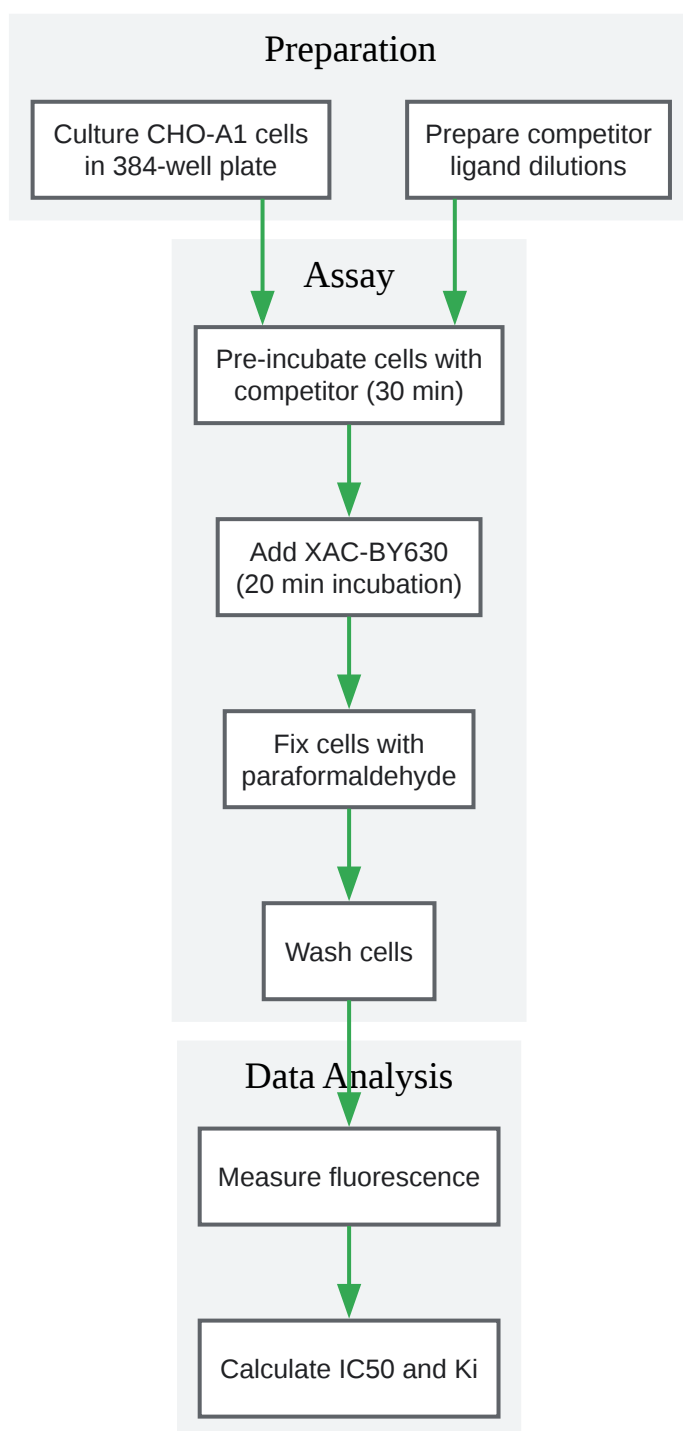 Preparation
Culture CHO-A1 cells
in 384-well plate
Prepare competitor
ligand dilutions
Assay
Pre-incubate cells with
competitor (30 min)
Add XAC-BY630
(20 min incubation)
Fix cells with
paraformaldehyde
Wash cells
Data Analysis
Measure fluorescence
Calculate IC50 and Ki